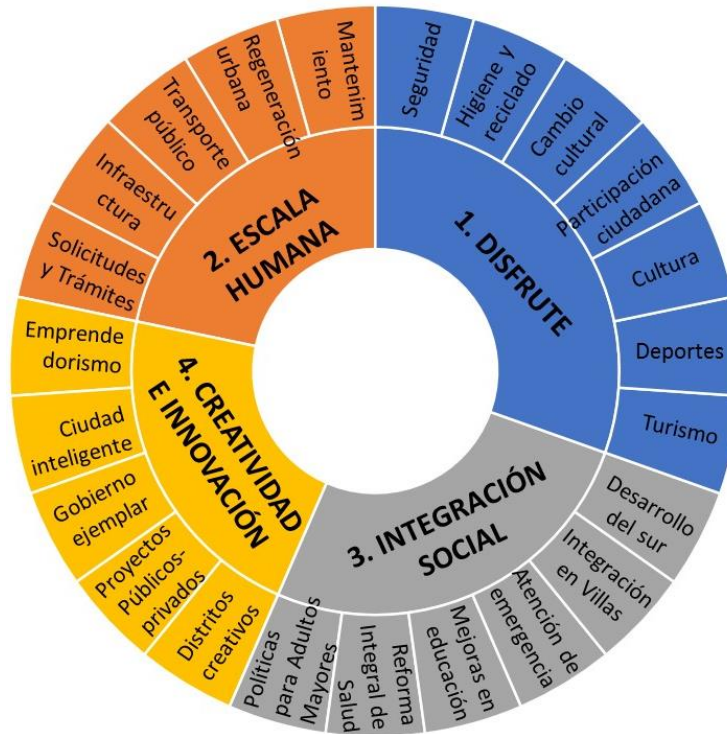 1. DISFRUTE
Seguridad
Higiene y
reciclado
Cambio
cultural
Participación
ciudadana
Cultura
Deportes
Turismo
2. ESCALA
HUMANA
Solicitudes
y Trámites
Infraestru
ctura
Transporte
público
Regeneración
urbana
Mantenim
iento
3. INTEGRACIÓN
SOCIAL
Desarrollo
del sur
Integración
en Villas
Atención de
emergencia
Mejoras en
educación
Reforma
Integral de
Salud
Políticas
para Adultos
Mayores
4. CREATIVIDAD
E INNOVACIÓN
Distritos
creativos
Proyectos
Públicos-
privados
Gobierno
ejemplar
Ciudad
inteligente
Emprende
dorismo